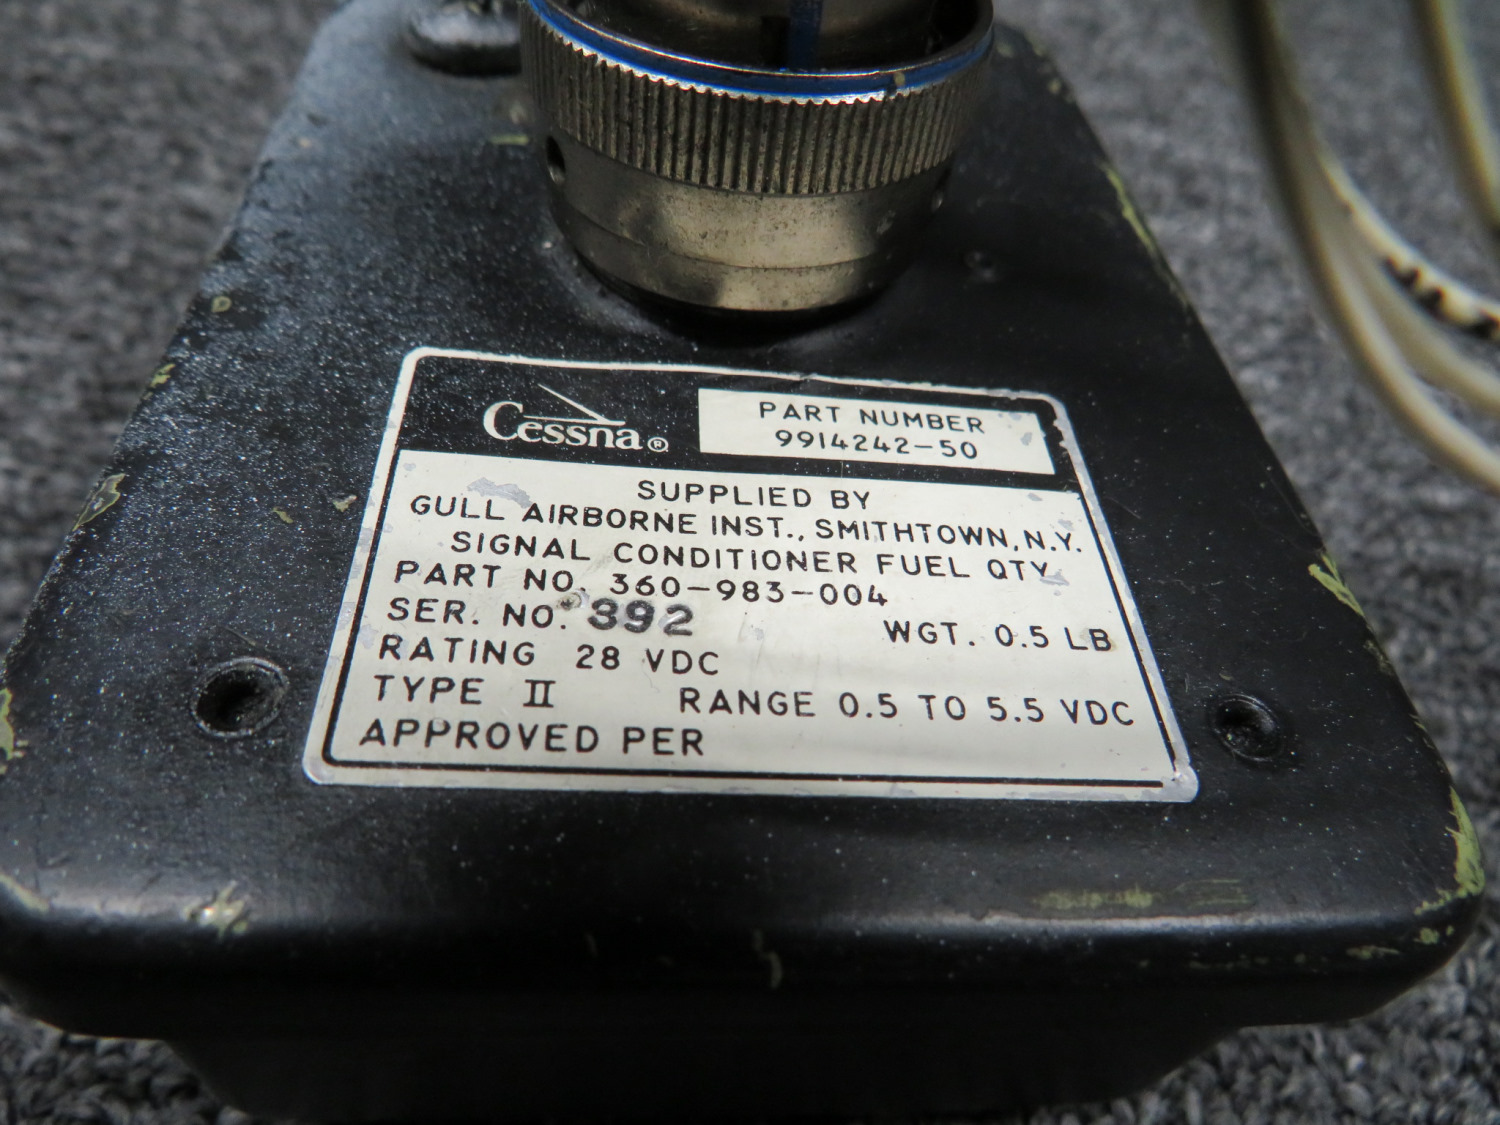 Cessna®
PART NUMBER
9914242-50
SUPPLIED BY
GULL AIRBORNE INST., SMITHTOWN, N.Y.
SIGNAL CONDITIONER FUEL QTY.
PART NO. 360-983-004
SER. NO. 392
WGT. 0.5 LB
RATING 28 VDC
TYPE II RANGE 0.5 TO 5.5 VDC
APPROVED PER